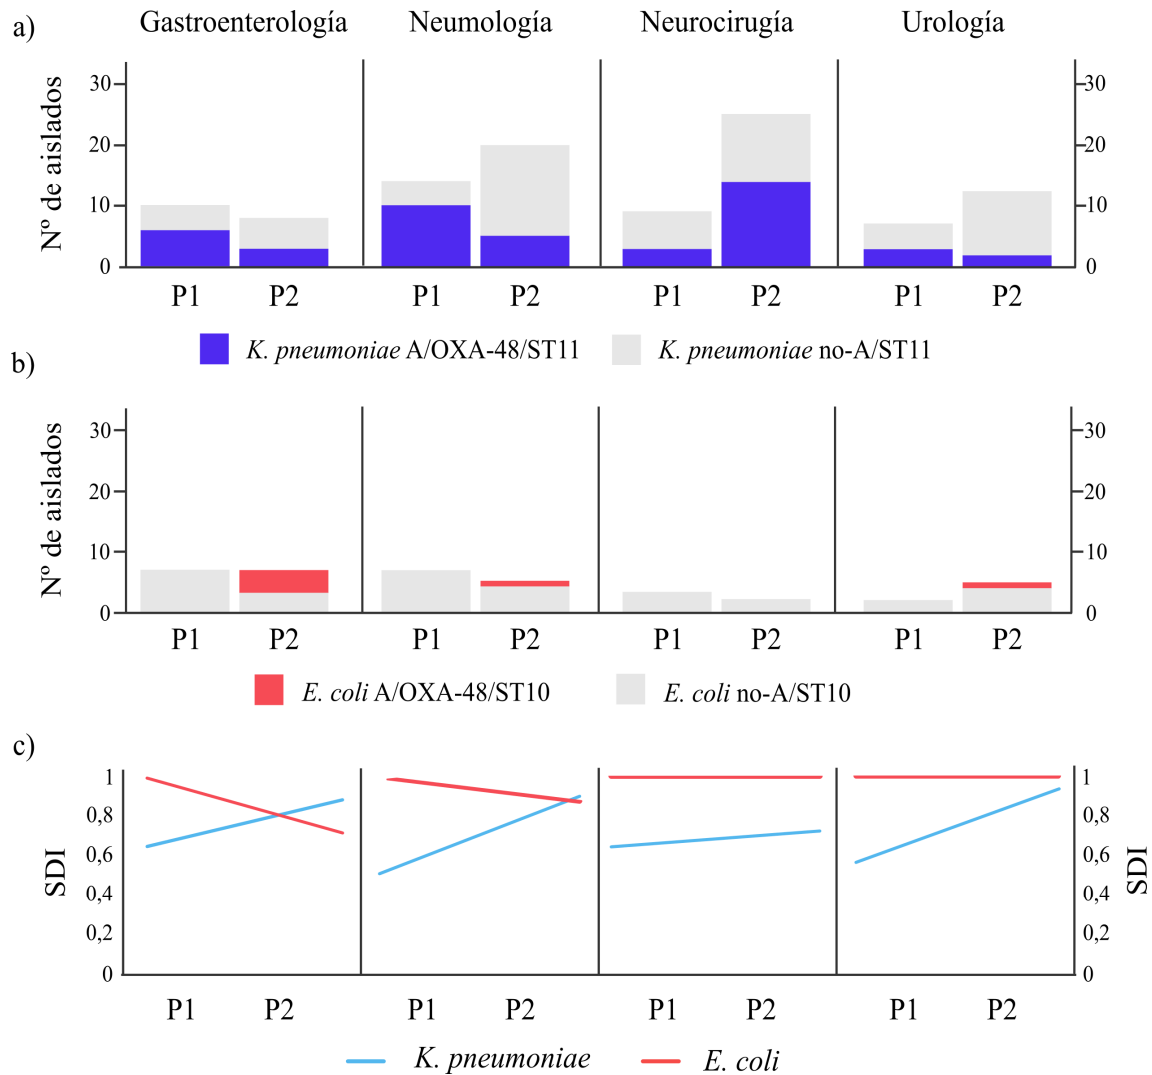 a)
Gastroenterología Neumología Neurocirugía Urología
Nº de aislados
30 30
20 20
10 10
0 0
P1 P2 P1 P2 P1 P2 P1 P2
K. pneumoniae A/OXA-48/ST11 K. pneumoniae no-A/ST11
b)
Nº de aislados
30 30
20 20
10 10
0 0
P1 P2 P1 P2 P1 P2 P1 P2
E. coli A/OXA-48/ST10 E. coli no-A/ST10
c)
SDI SDI
1 1
0,8 0,8
0,6 0,6
0,4 0,4
0,2 0,2
0 0
P1 P2 P1 P2 P1 P2 P1 P2
K. pneumoniae E. coli